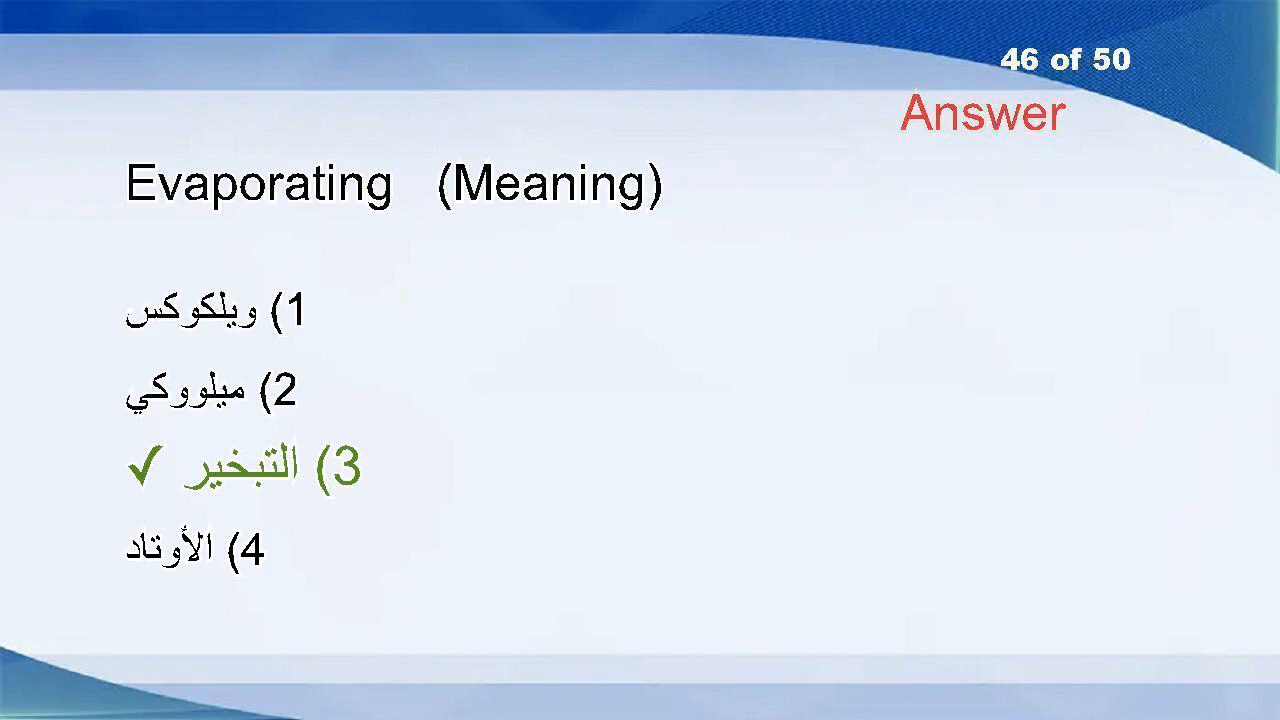 46 of 50
Answer
Evaporating (Meaning)
1) ويلكوكس
2) ميلووكي
3) التبخير ✓
4) الأوتاد